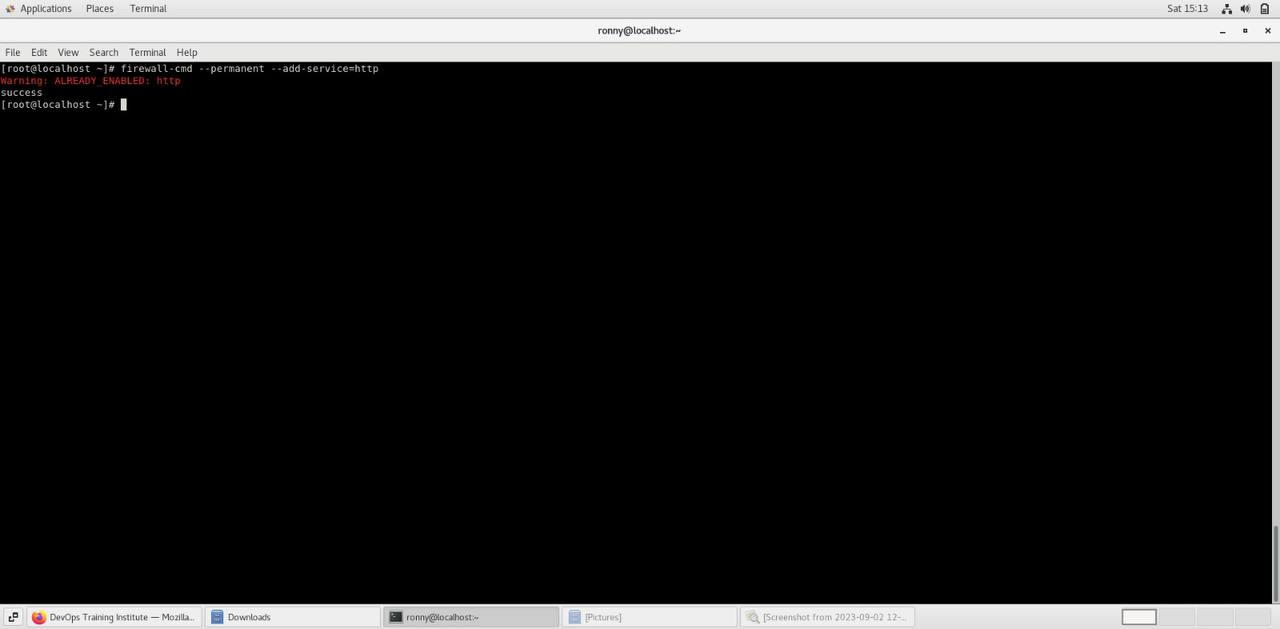 Applications Places Terminal Sat 15:13
ronny@localhost:~
File Edit View Search Terminal Help
[root@localhost ~]# firewall-cmd --permanent --add-service=http
Warning: ALREADY_ENABLED: http
success
[root@localhost ~]#
DevOps Training Institute — Mozilla... Downloads ronny@localhost:~ [Pictures] [Screenshot from 2023-09-02 12-...